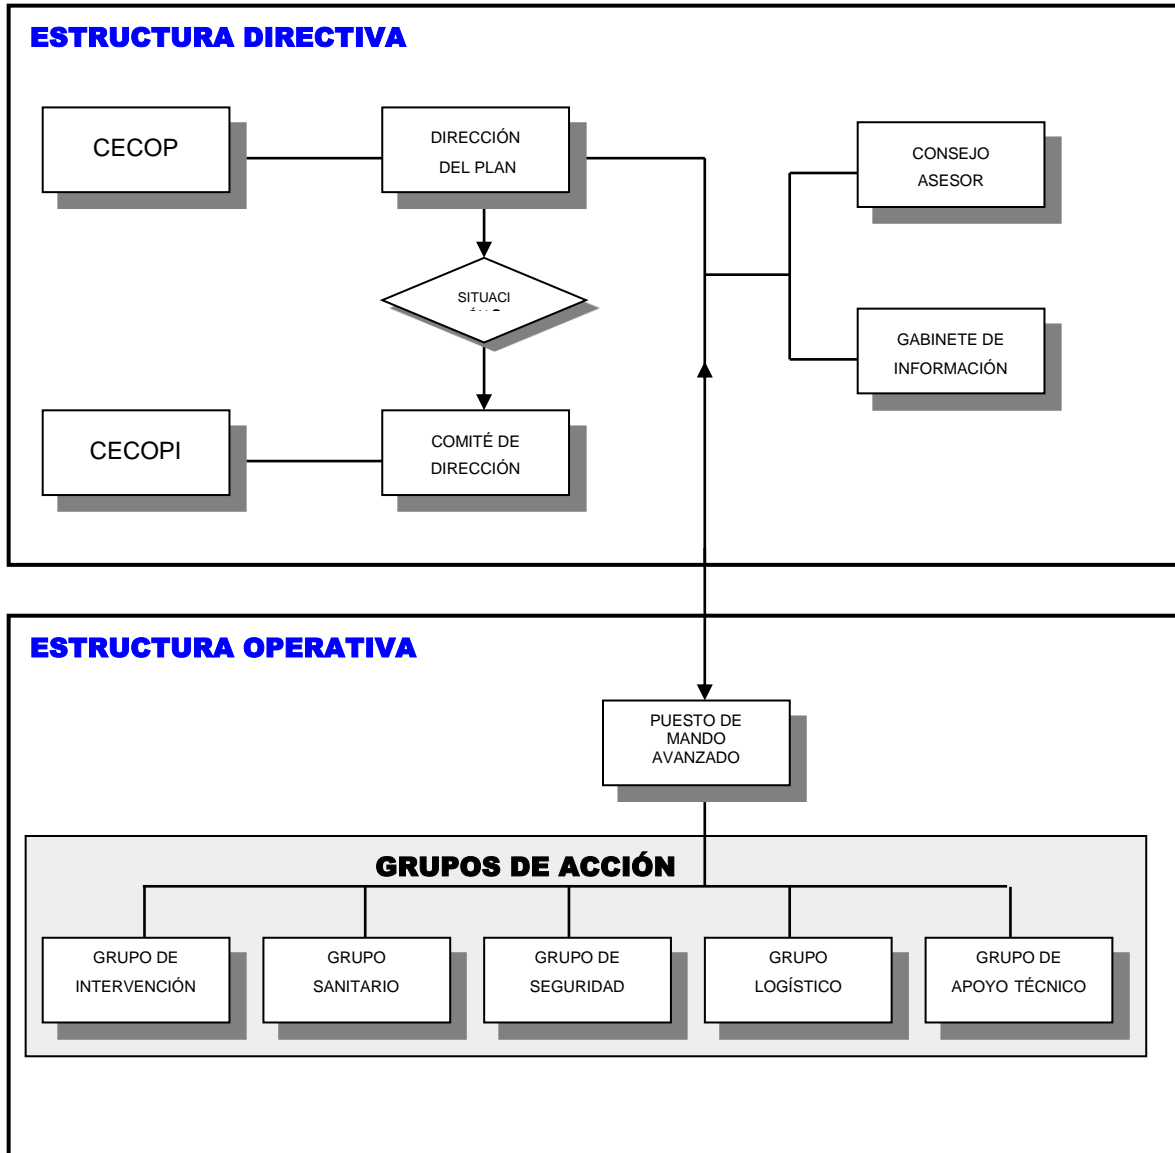 ESTRUCTURA DIRECTIVA
CECOP
DIRECCIÓN
DEL PLAN
CONSEJO
ASESOR
SITUACI
GABINETE DE
INFORMACIÓN
CECOPI
COMITÉ DE
DIRECCIÓN
ESTRUCTURA OPERATIVA
PUESTO DE
MANDO
AVANZADO
GRUPOS DE ACCIÓN
GRUPO DE
INTERVENCIÓN
GRUPO
SANITARIO
GRUPO DE
SEGURIDAD
GRUPO
LOGÍSTICO
GRUPO DE
APOYO TÉCNICO